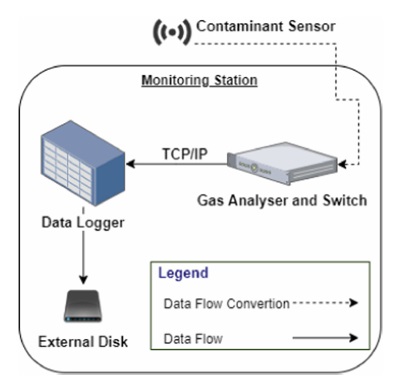 Contaminant Sensor
Monitoring Station
TCP/IP
Gas Analyser and Switch
Data Logger
External Disk
Legend
Data Flow Convertion
Data Flow